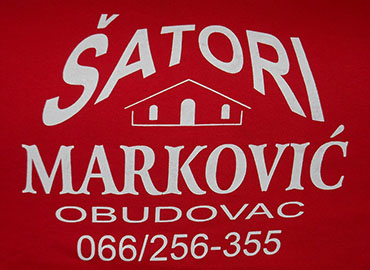 ŠATORI
MARKOVIĆ
OBUDOVAC
066/256-355